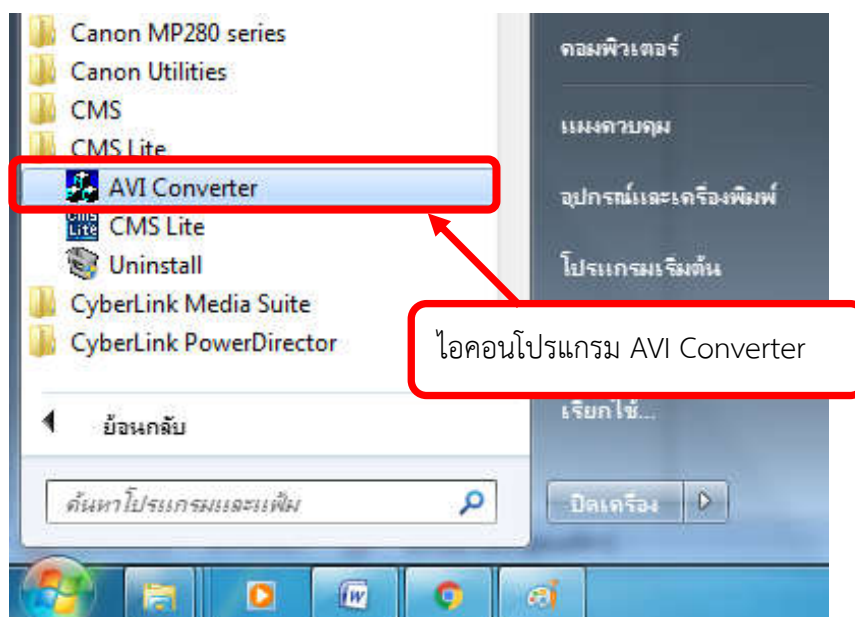 Canon MP280 series
Canon Utilities
CMS
CMS Lite
AVI Converter
CMS Lite
Uninstall
CyberLink Media Suite
CyberLink PowerDirector
ย้อนกลับ
ค้นหาโปรแกรมและแฟ้ม
คอมพิวเตอร์
แผงควบคุม
อุปกรณ์และเครื่องพิมพ์
โปรแกรมเริ่มต้น
ไอคอนโปรแกรม AVI Converter
เรียกใช้...
ปิดเครื่อง